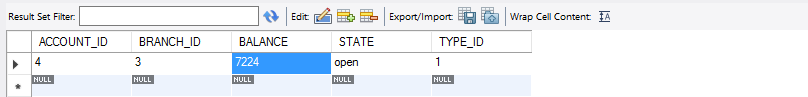 Result Set Filter: Edit: Export/Import: Wrap Cell Content: IA
ACCOUNT_ID BRANCH_ID BALANCE STATE TYPE_ID
4 3 7224 open 1
* NULL NULL NULL NULL NULL